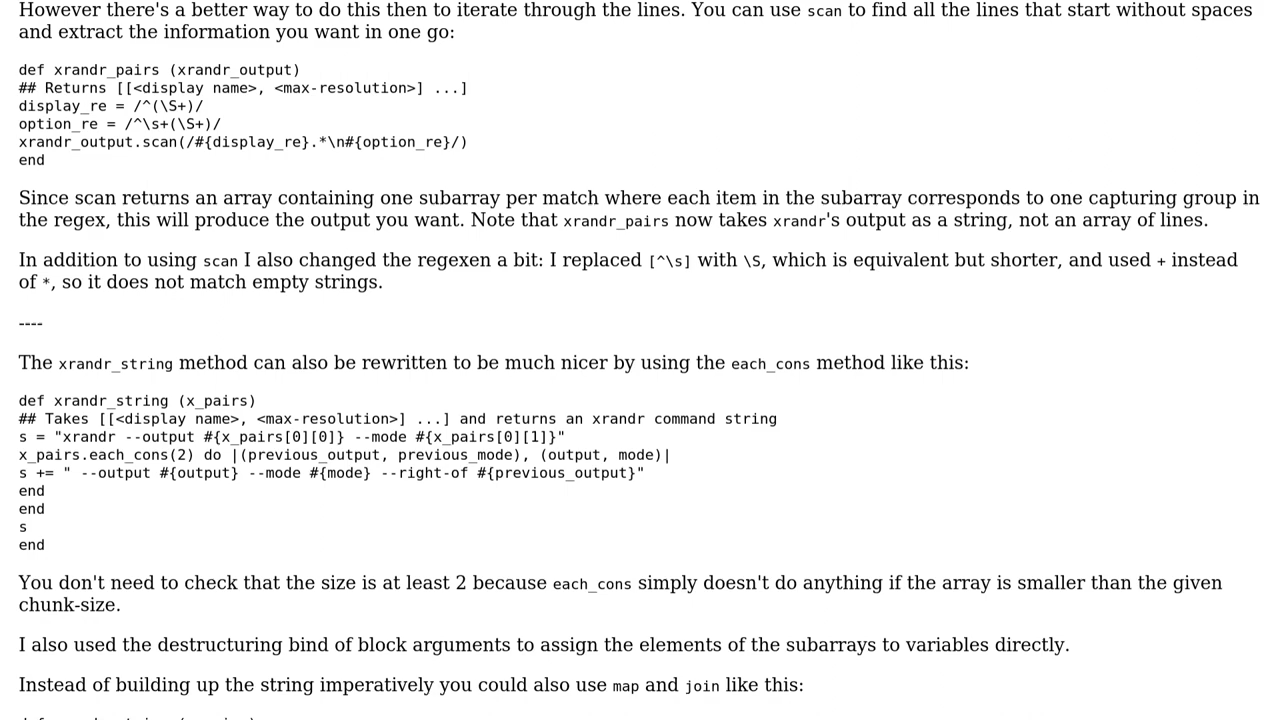 However there's a better way to do this then to iterate through the lines. You can use scan to find all the lines that start without spaces
and extract the information you want in one go:
def xrandr_pairs (xrandr_output)
## Returns [[<display name>, <max-resolution>] ...]
display_re = /^(\S+)/
option_re = /^\s+(\S+)/
xrandr_output.scan(/#{display_re}.*\n#{option_re}/)
end
Since scan returns an array containing one subarray per match where each item in the subarray corresponds to one capturing group in
the regex, this will produce the output you want. Note that xrandr_pairs now takes xrandr's output as a string, not an array of lines.
In addition to using scan I also changed the regexen a bit: I replaced [^\s] with \S, which is equivalent but shorter, and used + instead
of *, so it does not match empty strings.
----
The xrandr_string method can also be rewritten to be much nicer by using the each_cons method like this:
def xrandr_string (x_pairs)
## Takes [[<display name>, <max-resolution>] ...] and returns an xrandr command string
s = "xrandr --output #{x_pairs[0][0]} --mode #{x_pairs[0][1]}"
x_pairs.each_cons(2) do |(previous_output, previous_mode), (output, mode)|
s += " --output #{output} --mode #{mode} --right-of #{previous_output}"
end
end
s
end
You don't need to check that the size is at least 2 because each_cons simply doesn't do anything if the array is smaller than the given
chunk-size.
I also used the destructuring bind of block arguments to assign the elements of the subarrays to variables directly.
Instead of building up the string imperatively you could also use map and join like this: